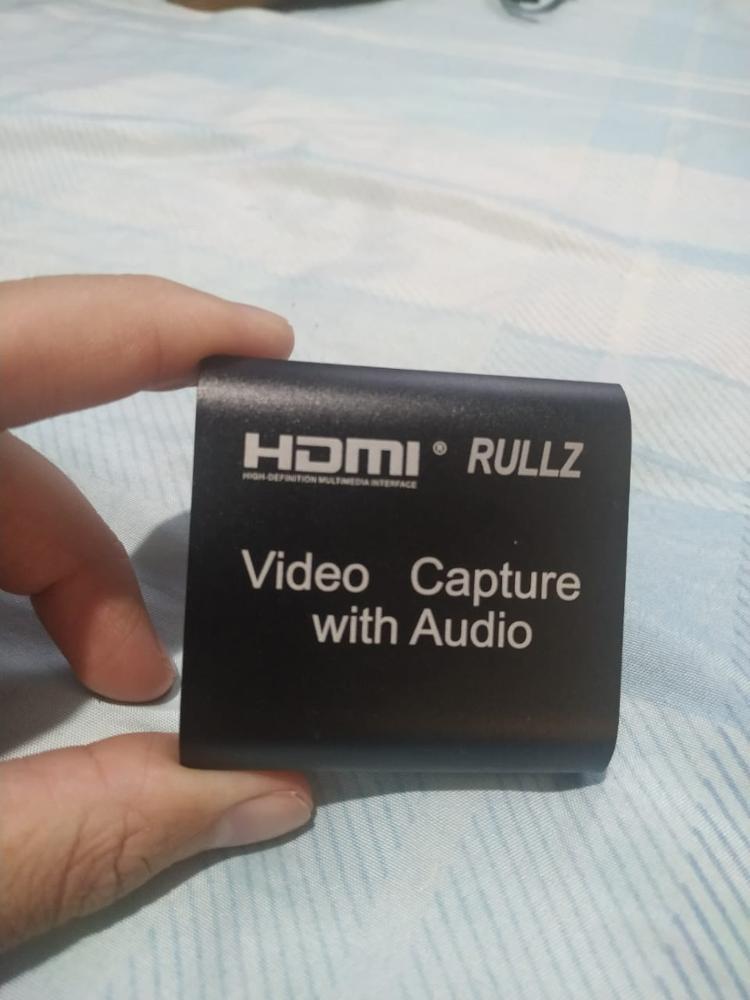 HDMI ® RULLZ
HIGH-DEFINITION MULTIMEDIA INTERFACE
Video Capture
with Audio